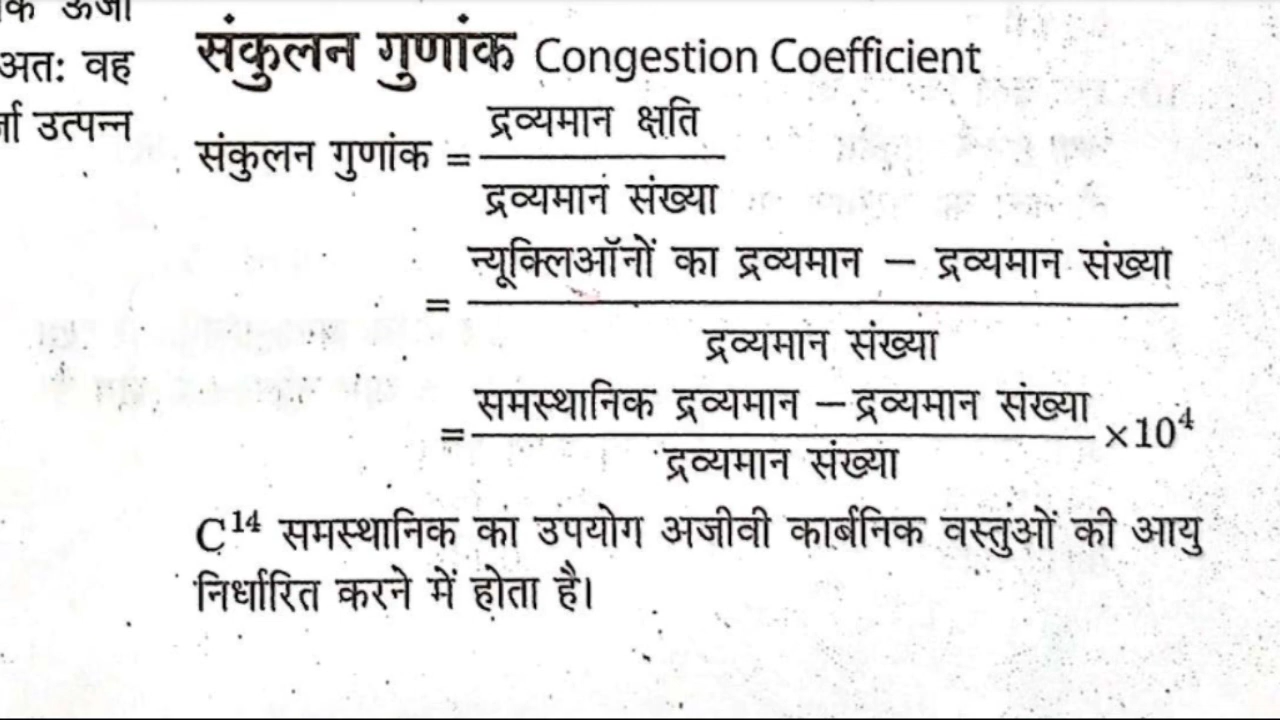 क ऊर्जा
अत: वह
र्जा उत्पन्न
संकुलन गुणांक Congestion Coefficient
संकुलन गुणांक = द्रव्यमान क्षति
द्रव्यमान संख्या
= न्यूक्लिऑनों का द्रव्यमान – द्रव्यमान संख्या
द्रव्यमान संख्या
= समस्थानिक द्रव्यमान – द्रव्यमान संख्या ×10⁴
द्रव्यमान संख्या
C¹⁴ समस्थानिक का उपयोग अजीवी कार्बनिक वस्तुओं की आयु
निर्धारित करने में होता है।